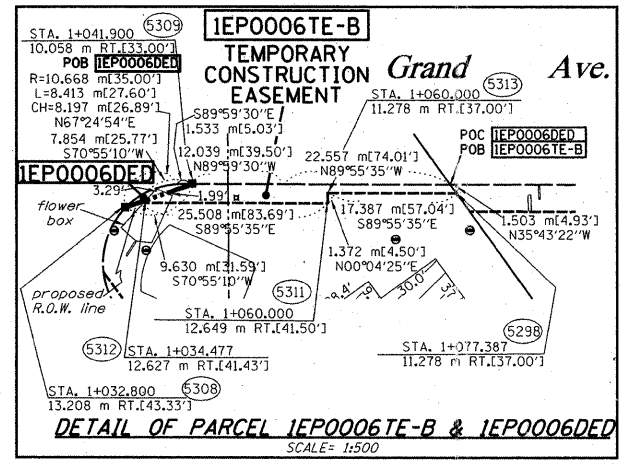 5309
1EP0006TE-B
STA. 1+041.900
10.058 m RT.[33.00']
TEMPORARY
CONSTRUCTION
EASEMENT
Grand Ave.
POB 1EP0006DED
R=10.668 m[35.00']
L=8.413 m[27.60']
CH=8.197 m[26.89']
N67°24'54"E
7.854 m[25.77']
S70°55'10"W
1EP0006DED
S89°59'30"E
1.533 m[5.03']
12.039 m[39.50']
N89°59'30"W
STA. 1+060.000
11.278 m RT.[37.00']
5313
22.557 m[74.01']
N89°55'35"W
POC 1EP0006DED
POB 1EP0006TE-B
3.29'
1.99'
flower
box
25.508 m[83.69']
S89°55'35"E
17.387 m[57.04']
S89°55'35"E
1.503 m[4.93']
N35°43'22"W
9.630 m[31.59']
S70°55'10"W
1.372 m[4.50']
N00°04'25"E
30.0'
proposed
R.O.W. line
5311
STA. 1+060.000
12.649 m RT.[41.50']
5298
STA. 1+077.387
11.278 m RT.[37.00']
5312
STA. 1+034.477
12.627 m RT.[41.43']
STA. 1+032.800
13.208 m RT.[43.33']
5308
DETAIL OF PARCEL 1EP0006TE-B & 1EP0006DED
SCALE= 1:500